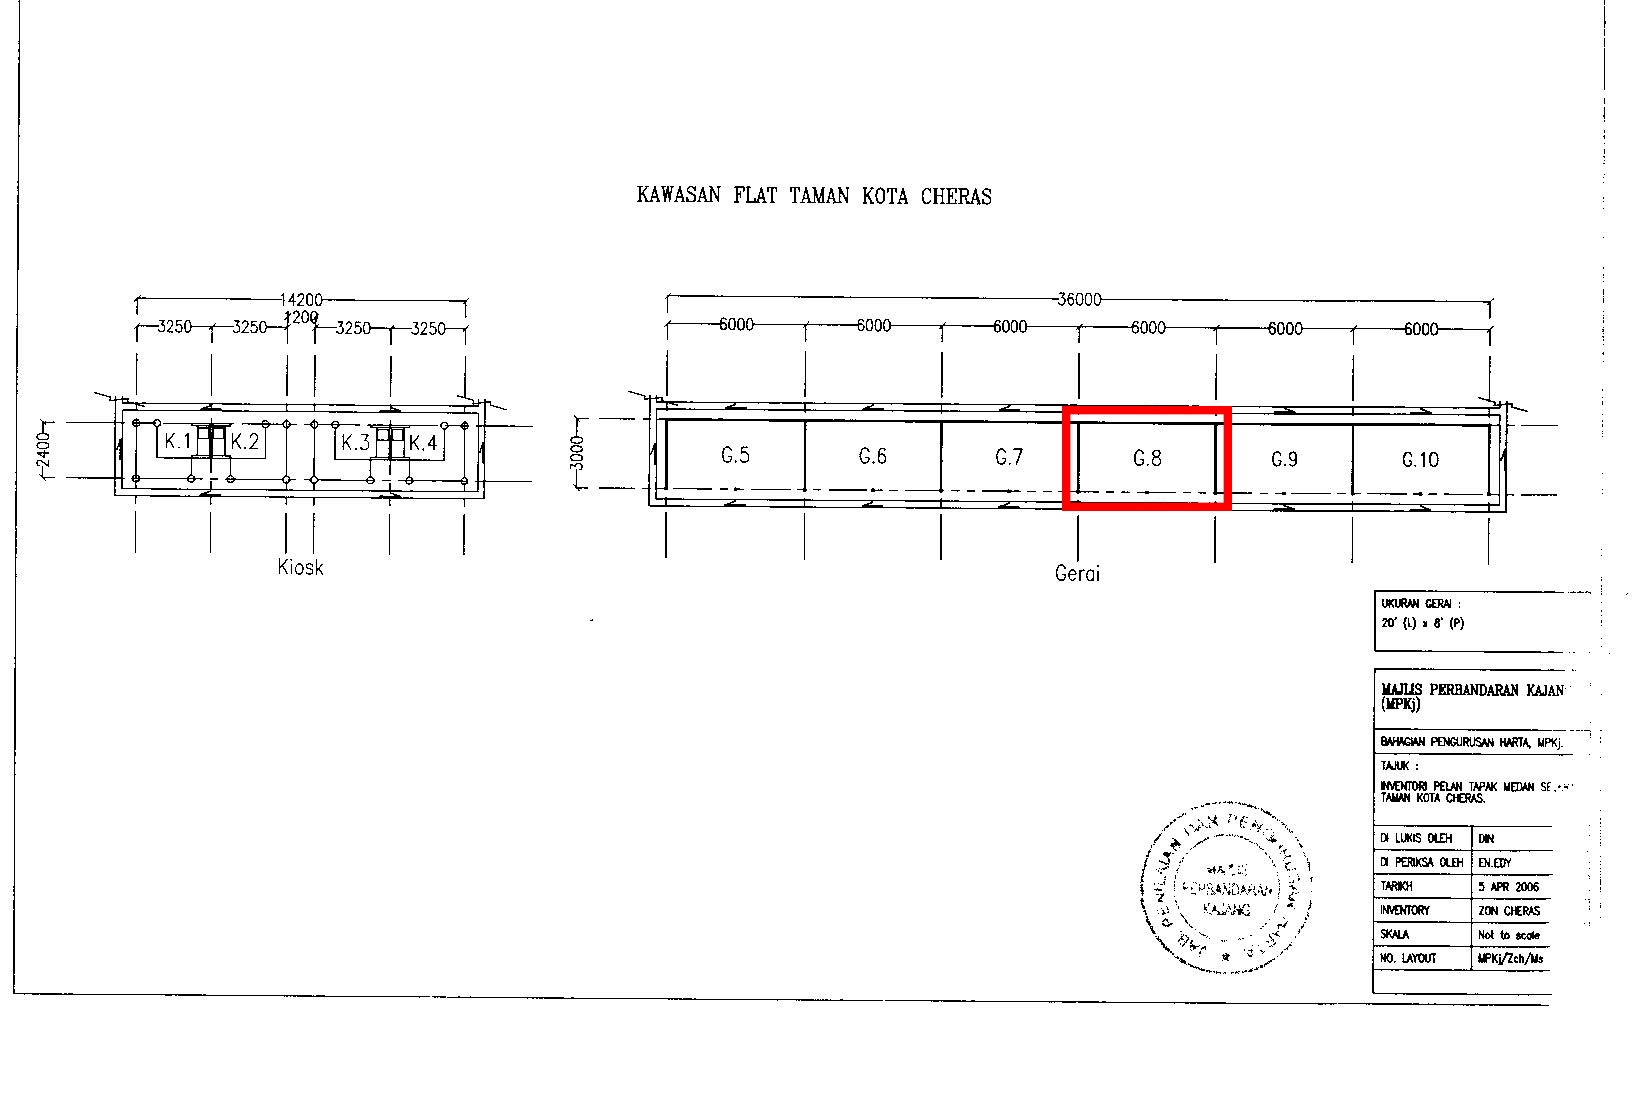 KAWASAN FLAT TAMAN KOTA CHERAS
14200
1200
3250 3250 3250 3250
2400
K.1 K.2 K.3 K.4
Kiosk
36000
6000 6000 6000 6000 6000 6000
3000
G.5 G.6 G.7 G.8 G.9 G.10
Gerai
UKURAN GERAI :
20' (L) x 8' (P)
MAJLIS PERBANDARAN KAJAN
(MPKj)
BAHAGIAN PENGURUSAN HARTA, MPKj.
TAJUK :
INVENTORI PELAN TAPAK MEDAN
TAMAN KOTA CHERAS.
DI LUKIS OLEH DIN
DI PERIKSA OLEH EN.EDY
TARIKH 5 APR 2006
INVENTORY ZON CHERAS
SKALA Not to scale
NO. LAYOUT MPKj/Zch/Ms
JAB. PENILAIAN DAN HARTA
MAJLIS
PERBANDARAN
KAJANG